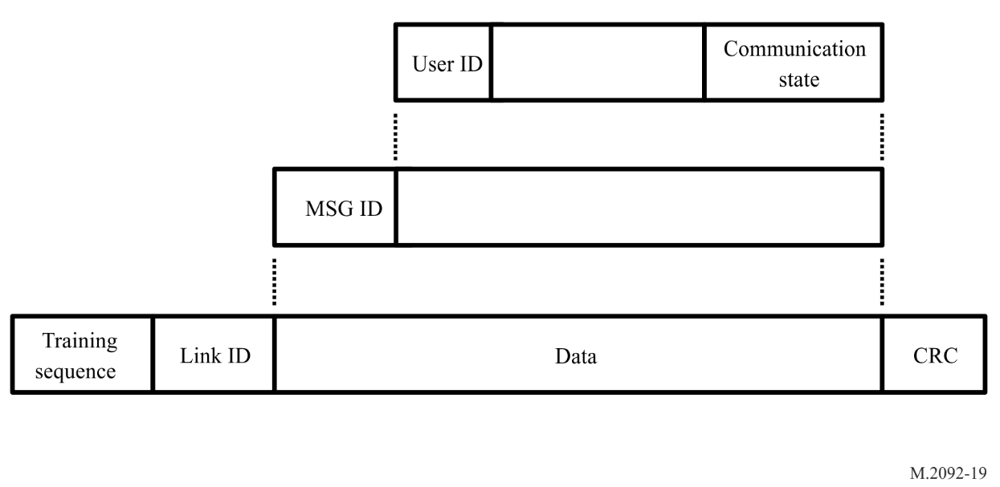 User ID
Communication
state
MSG ID
Training
sequence
Link ID
Data
CRC
M.2092-19